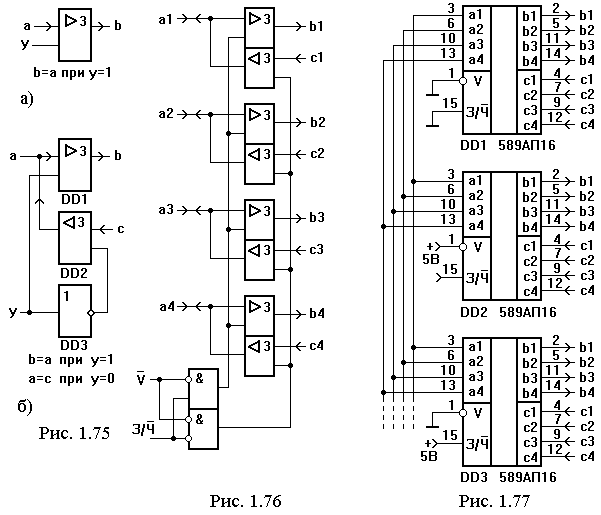 a ▷3 b
У
b=a при y=1
а)
a ▷3 b
DD1
◁3 c
DD2
У 1
DD3
b=a при y=1
a=c при y=0
б)
Рис. 1.75
a1 ▷3 b1
◁3 c1
a2 ▷3 b2
◁3 c2
a3 ▷3 b3
◁3 c3
a4 ▷3 b4
◁3 c4
V̅ &
&
З/Ч̅
Рис. 1.76
3 a1 b1 2 b1
6 a2 b2 5 b2
10 a3 b3 11 b3
13 a4 b4 14 b4
1 V c1 4 c1
c2 7 c2
15 З/Ч̅ c3 9 c3
c4 12 c4
DD1 589АП16
3 a1 b1 2 b1
6 a2 b2 5 b2
10 a3 b3 11 b3
13 a4 b4 14 b4
+ 1 V c1 4 c1
5В c2 7 c2
15 З/Ч̅ c3 9 c3
c4 12 c4
DD2 589АП16
3 a1 b1 2 b1
6 a2 b2 5 b2
10 a3 b3 11 b3
13 a4 b4 14 b4
1 V c1 4 c1
c2 7 c2
+ 15 З/Ч̅ c3 9 c3
5В c4 12 c4
DD3 589АП16
Рис. 1.77